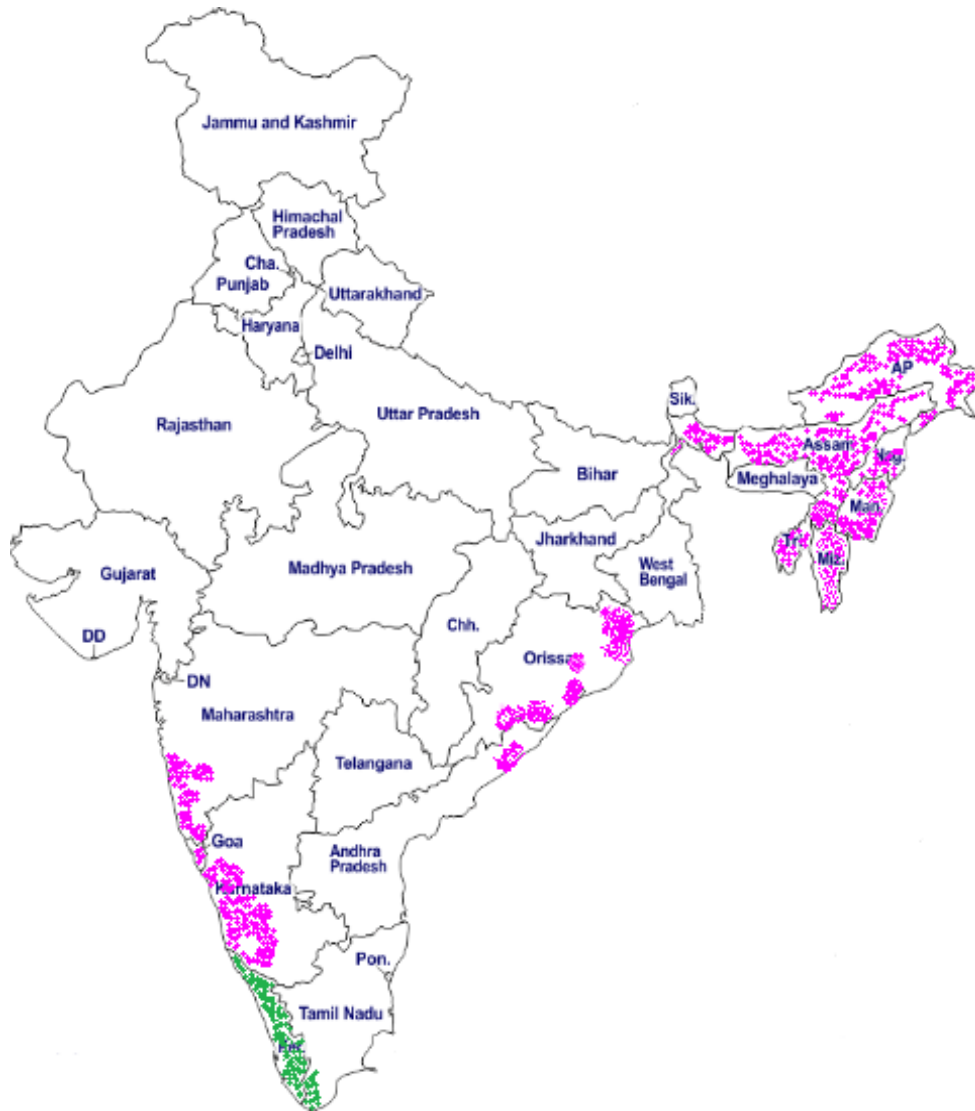 Jammu and Kashmir
Himachal
Pradesh
Cha.
Punjab
Uttarakhand
Haryana
Delhi
Rajasthan
Uttar Pradesh
Sik.
AP
Assam
Nag.
Bihar
Meghalaya
Man.
Jharkhand
Tr.
Miz.
West
Bengal
Gujarat
Madhya Pradesh
Chh.
DD
Orissa
DN
Maharashtra
Telangana
Goa
Andhra
Pradesh
Karnataka
Pon.
Tamil Nadu
Ker.